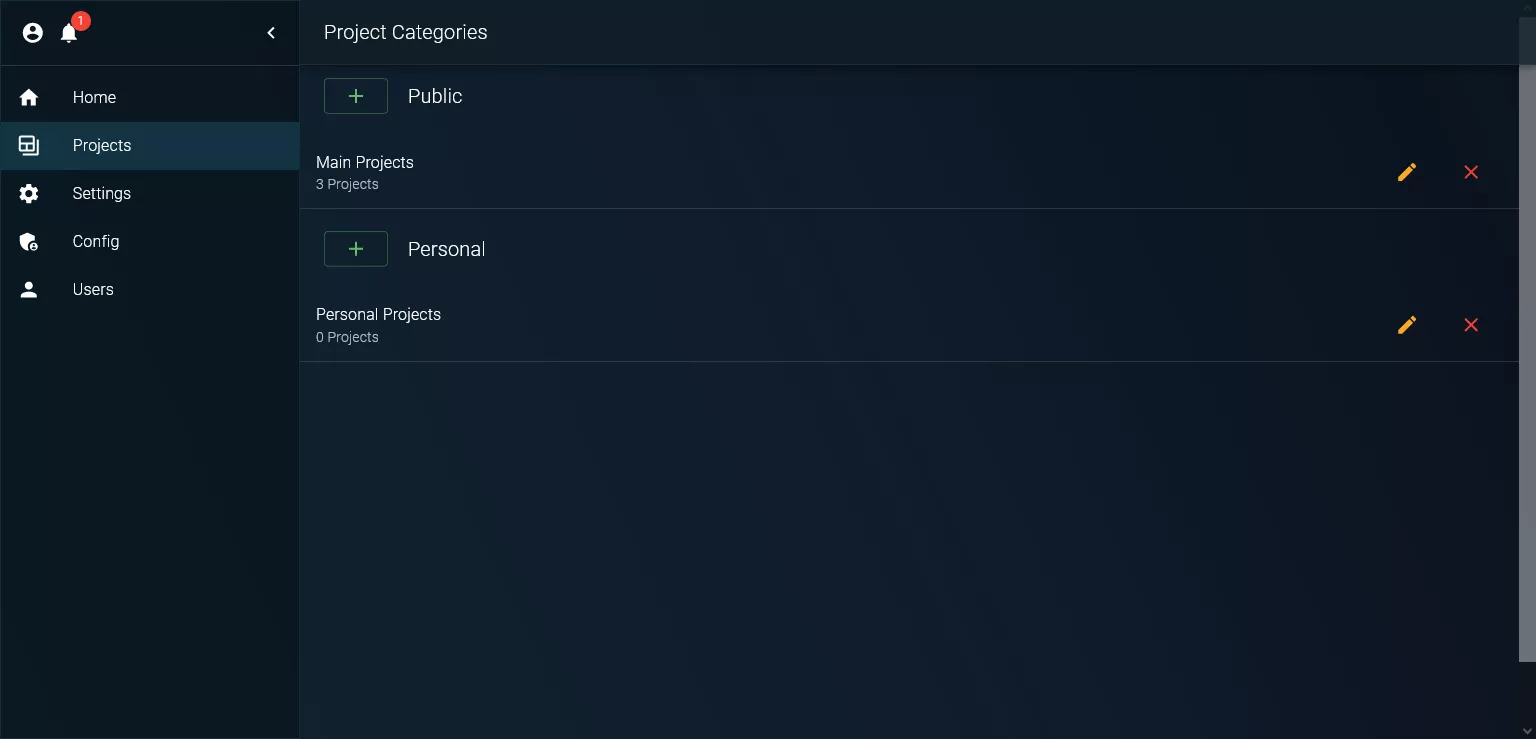 1
Project Categories
Home
Projects
Settings
Config
Users
Public
Main Projects
3 Projects
Personal
Personal Projects
0 Projects